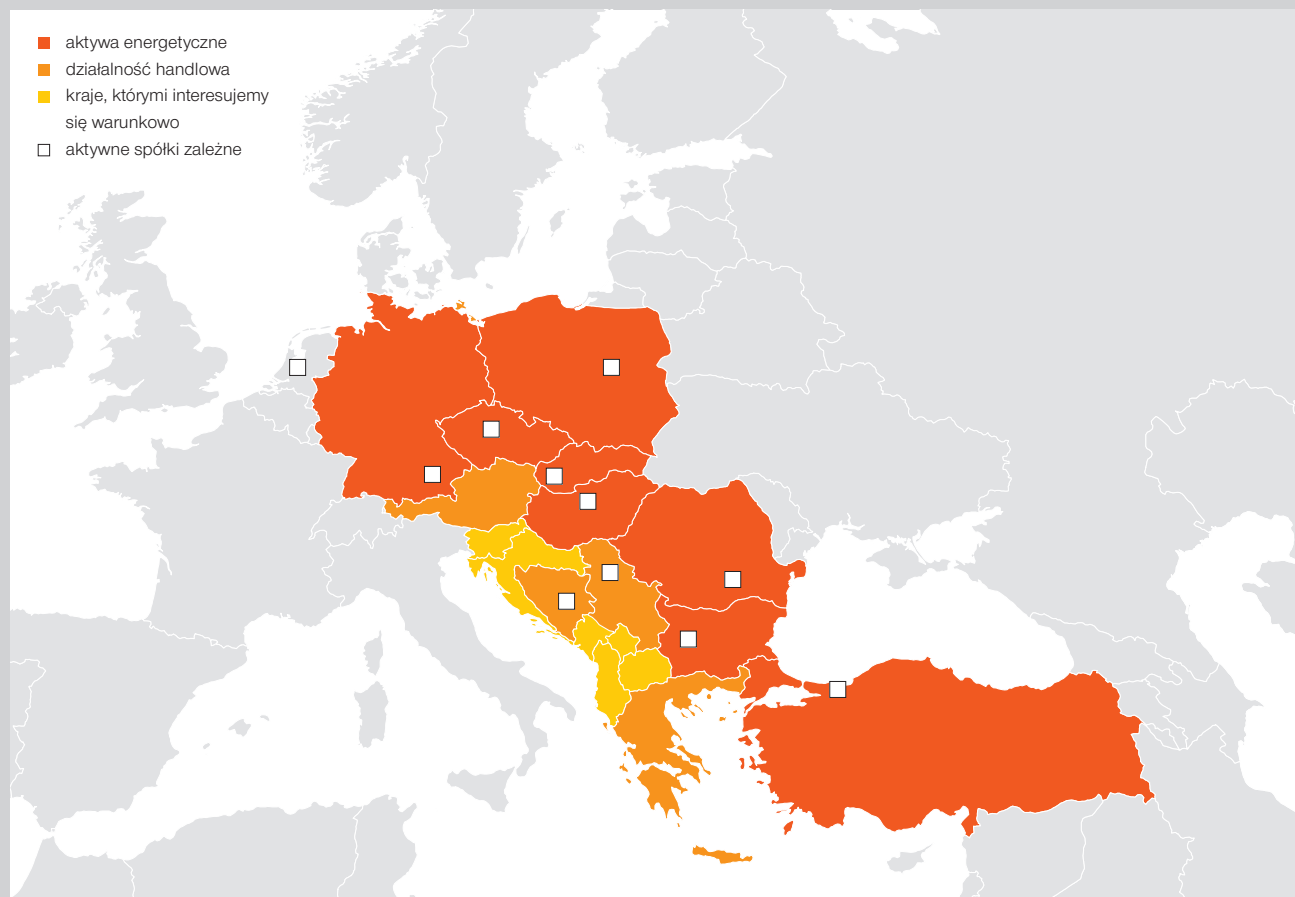 aktywa energetyczne
działalność handlowa
kraje, którymi interesujemy
się warunkowo
aktywne spółki zależne